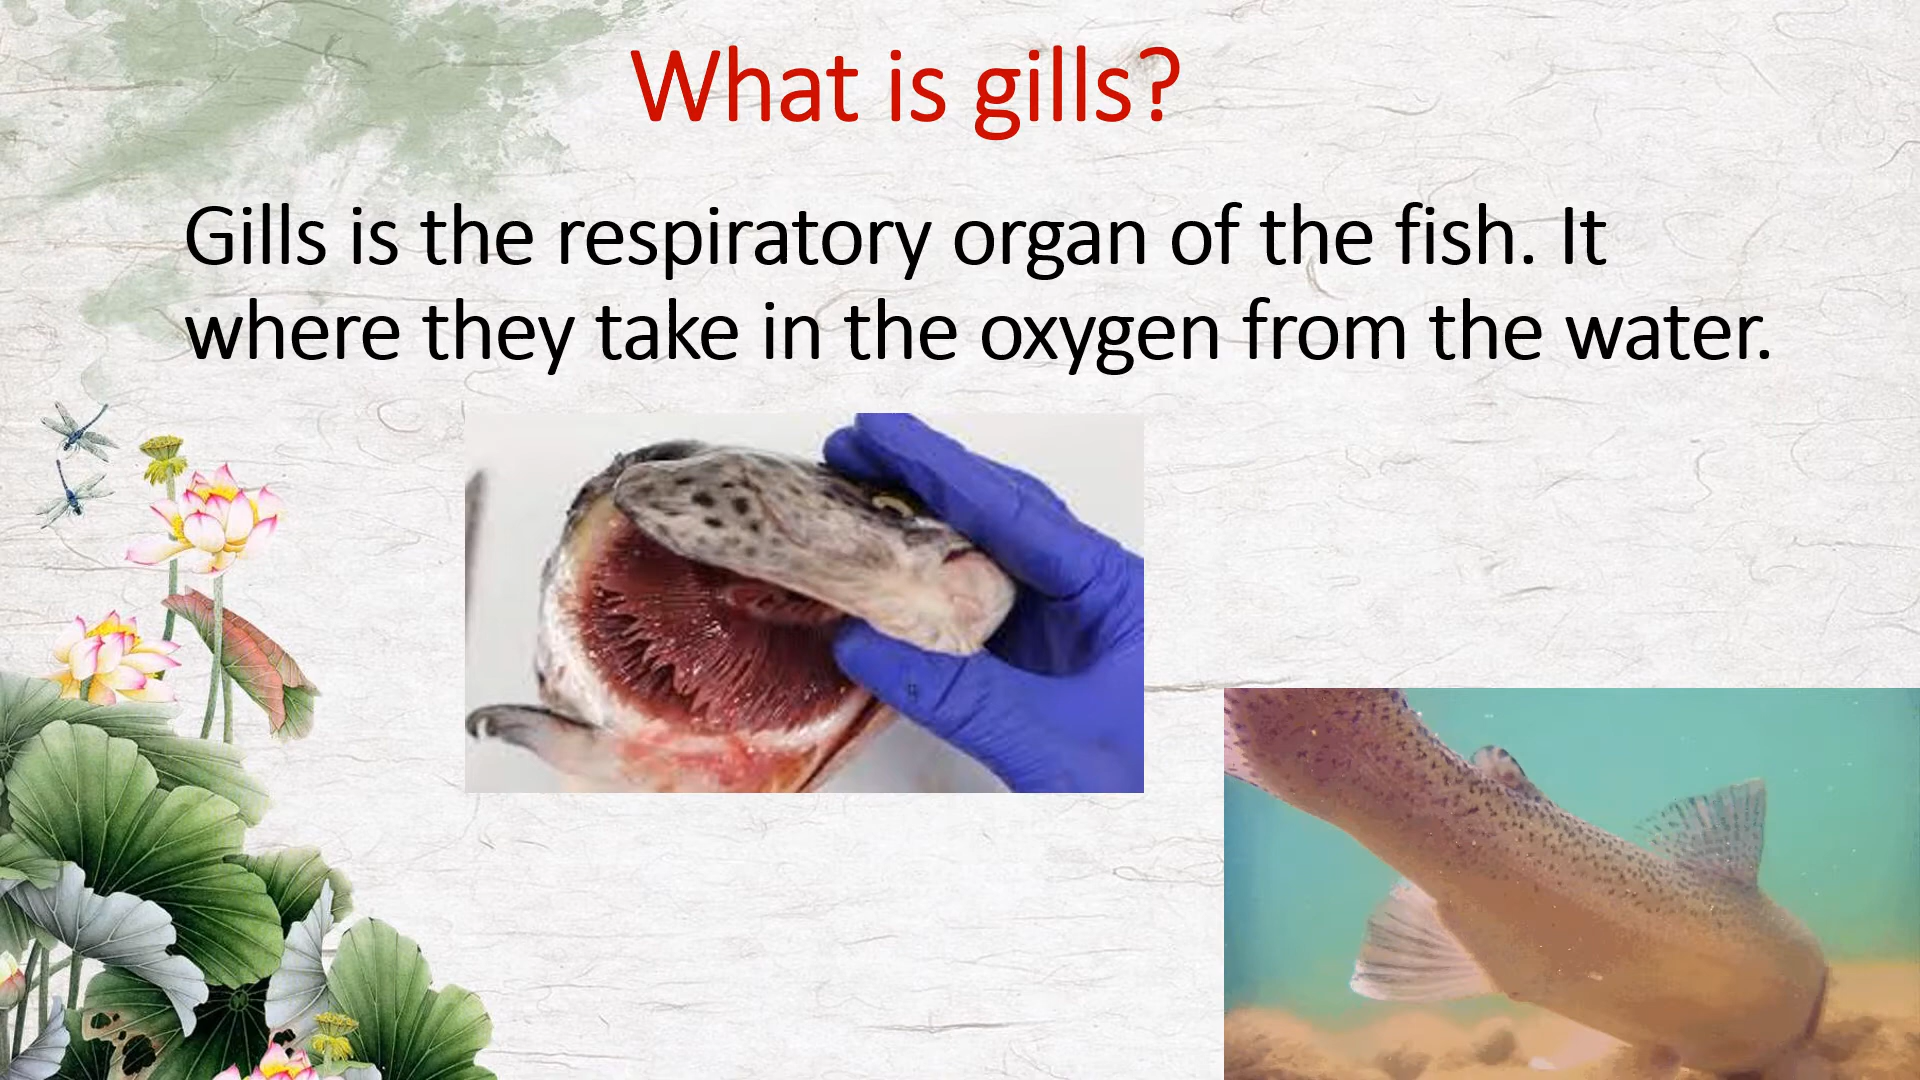 What is gills?
Gills is the respiratory organ of the fish. It
where they take in the oxygen from the water.